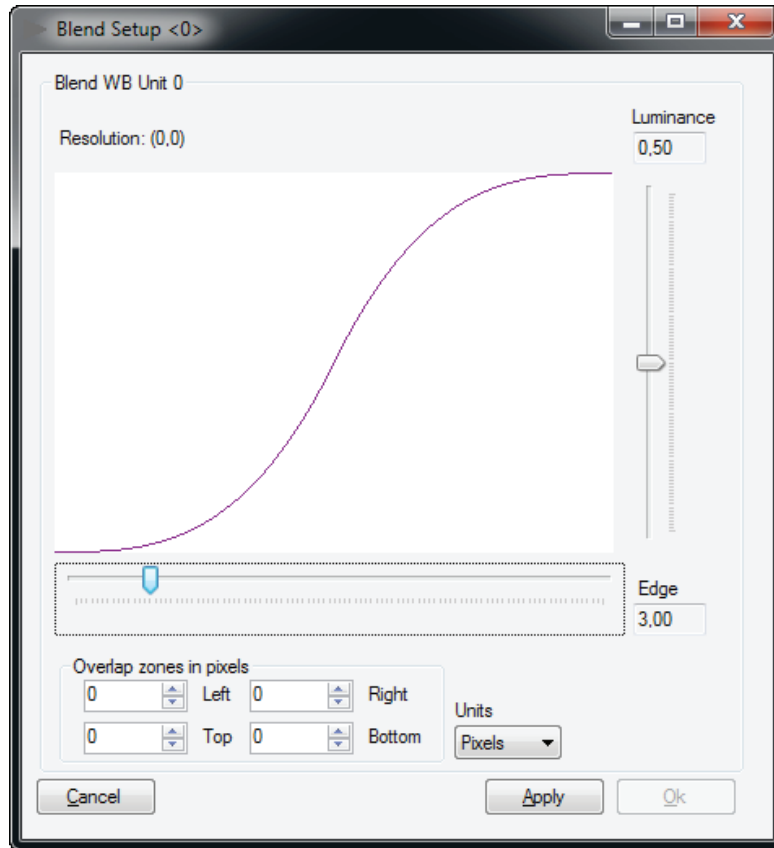 Blend Setup <0>
Blend WB Unit 0
Resolution: (0,0)
Luminance
0,50
Edge
3,00
Overlap zones in pixels
0 Left 0 Right
0 Top 0 Bottom
Units
Pixels
Cancel Apply Ok